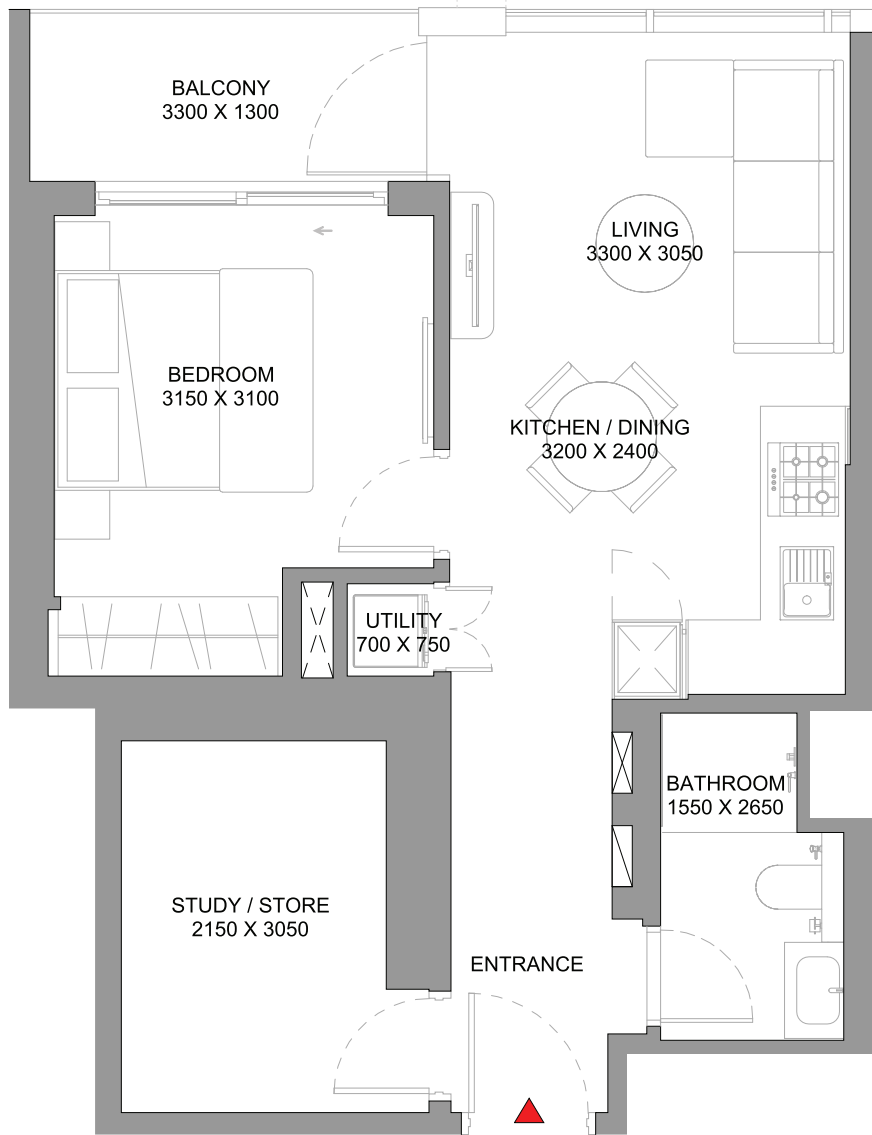 BALCONY
3300 X 1300
LIVING
3300 X 3050
BEDROOM
3150 X 3100
KITCHEN / DINING
3200 X 2400
UTILITY
700 X 750
BATHROOM
1550 X 2650
STUDY / STORE
2150 X 3050
ENTRANCE